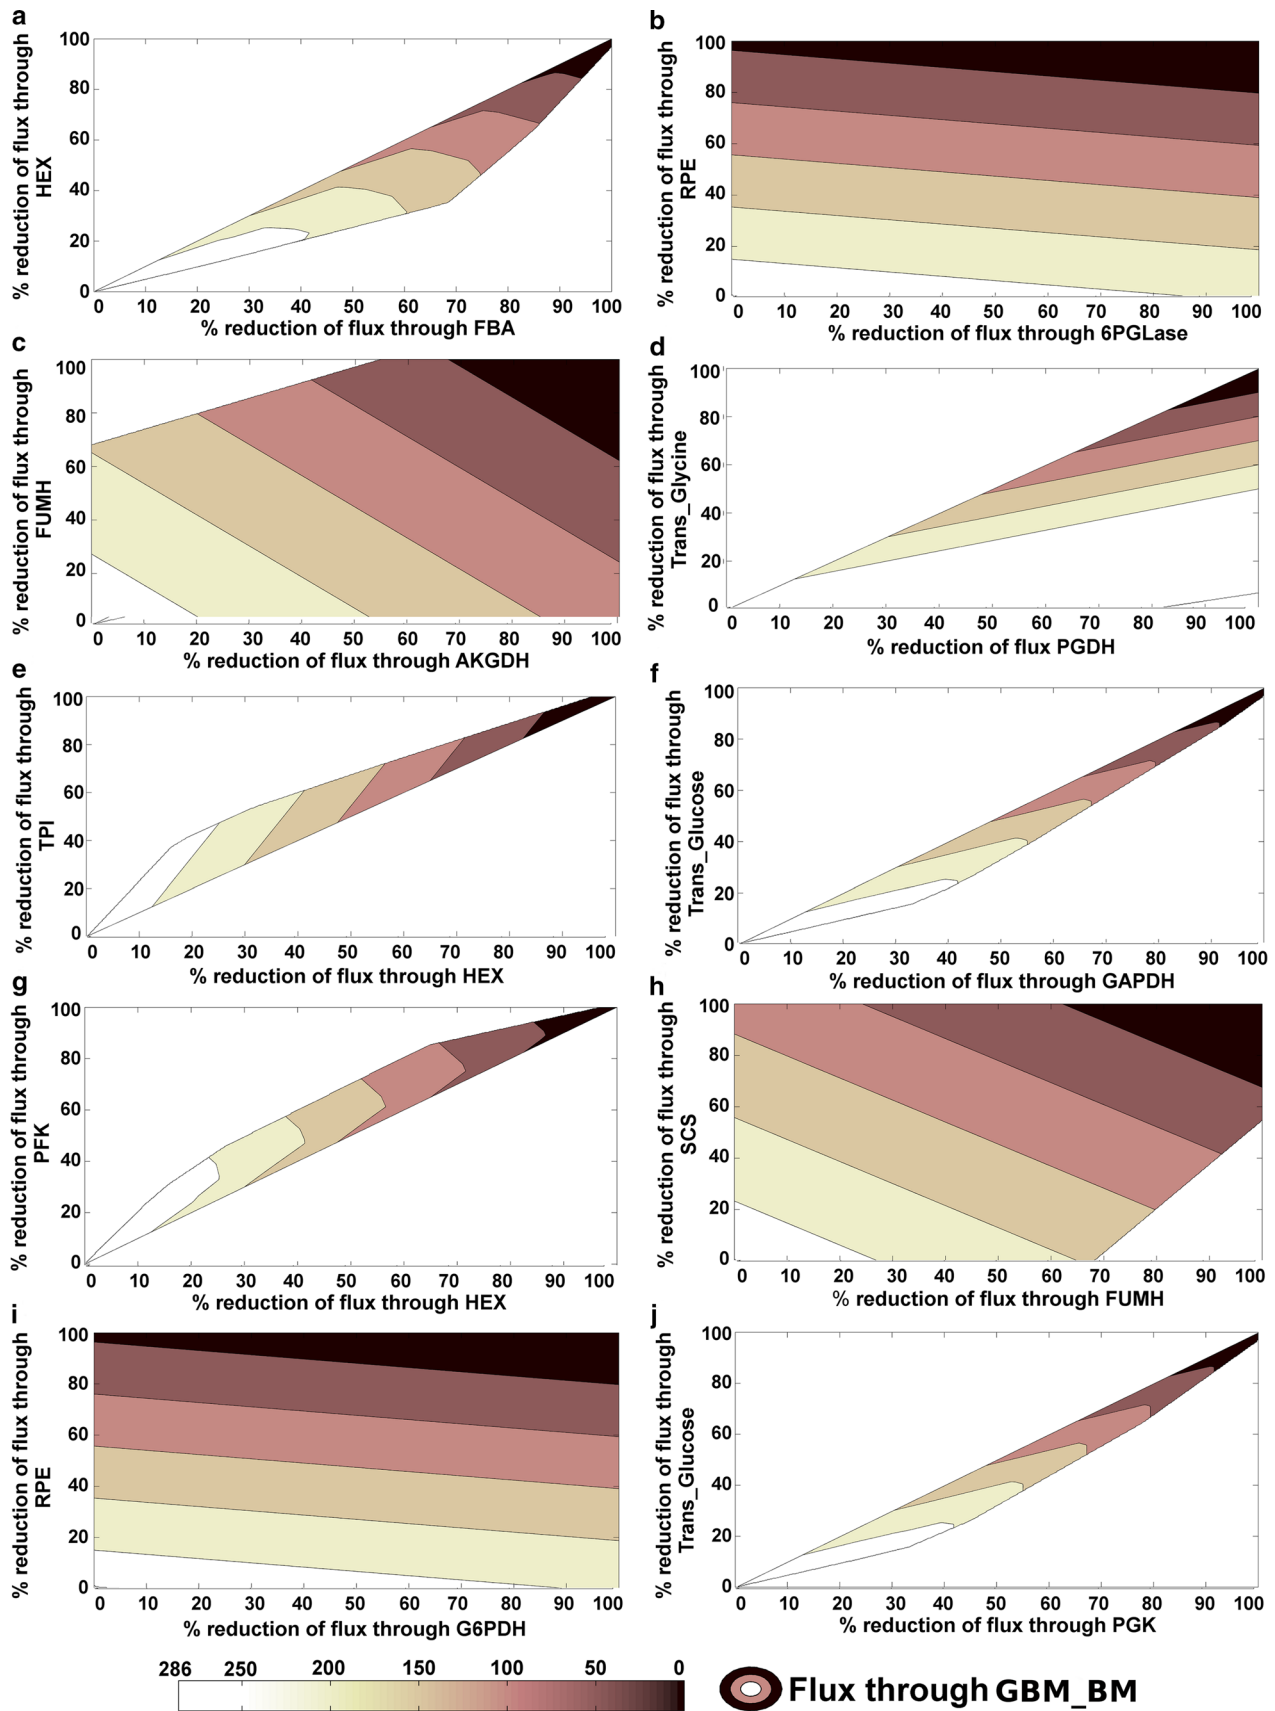 a
% reduction of flux through
HEX
100
80
60
40
20
0
0 10 20 30 40 50 60 70 80 90 100
% reduction of flux through FBA
b
% reduction of flux through
RPE
100
80
60
40
20
0
0 10 20 30 40 50 60 70 80 90 100
% reduction of flux through 6PGLase
c
% reduction of flux through
FUMH
100
80
60
40
20
0
0 10 20 30 40 50 60 70 80 90 100
% reduction of flux through AKGDH
d
% reduction of flux through
Trans_Glycine
100
80
60
40
20
0
0 10 20 30 40 50 60 70 80 90 100
% reduction of flux PGDH
e
% reduction of flux through
TPI
100
80
60
40
20
0
0 10 20 30 40 50 60 70 80 90 100
% reduction of flux through HEX
f
% reduction of flux through
Trans_Glucose
100
80
60
40
20
0
0 10 20 30 40 50 60 70 80 90 100
% reduction of flux through GAPDH
g
% reduction of flux through
PFK
100
80
60
40
20
0
0 10 20 30 40 50 60 70 80 90 100
% reduction of flux through HEX
h
% reduction of flux through
SCS
100
80
60
40
20
0
0 10 20 30 40 50 60 70 80 90 100
% reduction of flux through FUMH
i
% reduction of flux through
RPE
100
80
60
40
20
0
0 10 20 30 40 50 60 70 80 90 100
% reduction of flux through G6PDH
j
% reduction of flux through
Trans_Glucose
100
80
60
40
20
0
0 10 20 30 40 50 60 70 80 90 100
% reduction of flux through PGK
286 250 200 150 100 50 0
Flux through GBM_BM